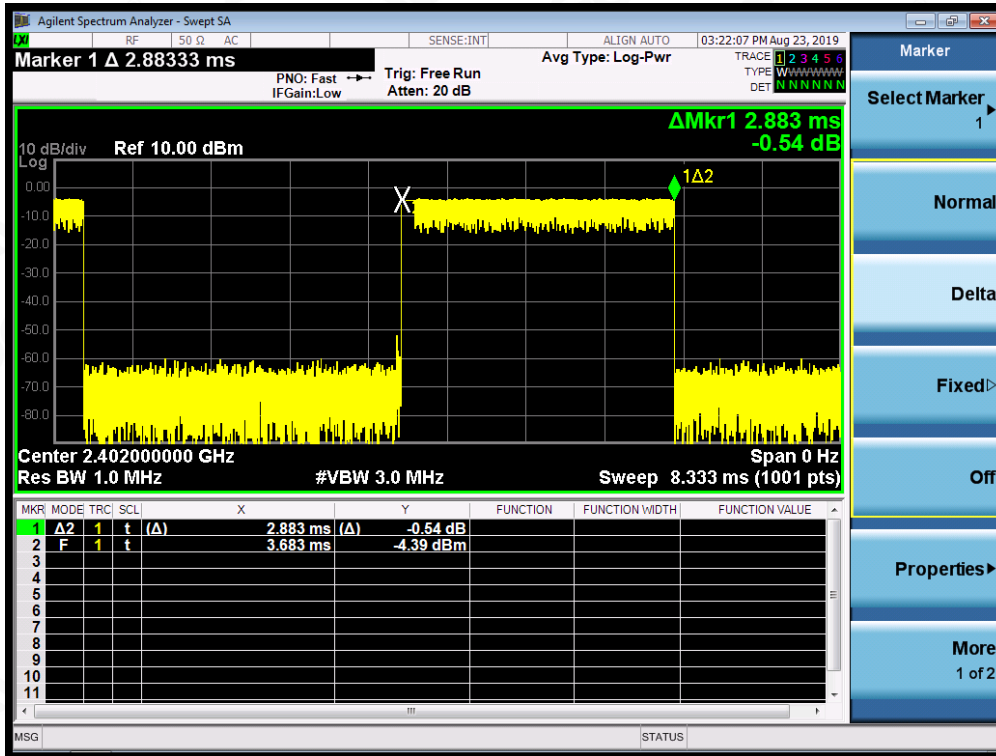 Agilent Spectrum Analyzer - Swept SA
LXI RF 50 Ω AC SENSE:INT ALIGN AUTO 03:22:07 PM Aug 23, 2019
Marker 1 Δ 2.88333 ms
PNO: Fast Trig: Free Run Avg Type: Log-Pwr TRACE 1 2 3 4 5 6
IFGain:Low Atten: 20 dB TYPE W
DET N N N N N N
ΔMkr1 2.883 ms
-0.54 dB
10 dB/div Ref 10.00 dBm
Log
1Δ2
0.00
-10.0
-20.0
-30.0
-40.0
-50.0
-60.0
-70.0
-80.0
Center 2.402000000 GHz Span 0 Hz
Res BW 1.0 MHz #VBW 3.0 MHz Sweep 8.333 ms (1001 pts)
MKR MODE TRC SCL X Y FUNCTION FUNCTION WIDTH FUNCTION VALUE
1 Δ2 1 t (Δ) 2.883 ms (Δ) -0.54 dB
2 F 1 t 3.683 ms -4.39 dBm
3
4
5
6
7
8
9
10
11
MSG STATUS
Marker
Select Marker
1
Normal
Delta
Fixed
Off
Properties
More
1 of 2